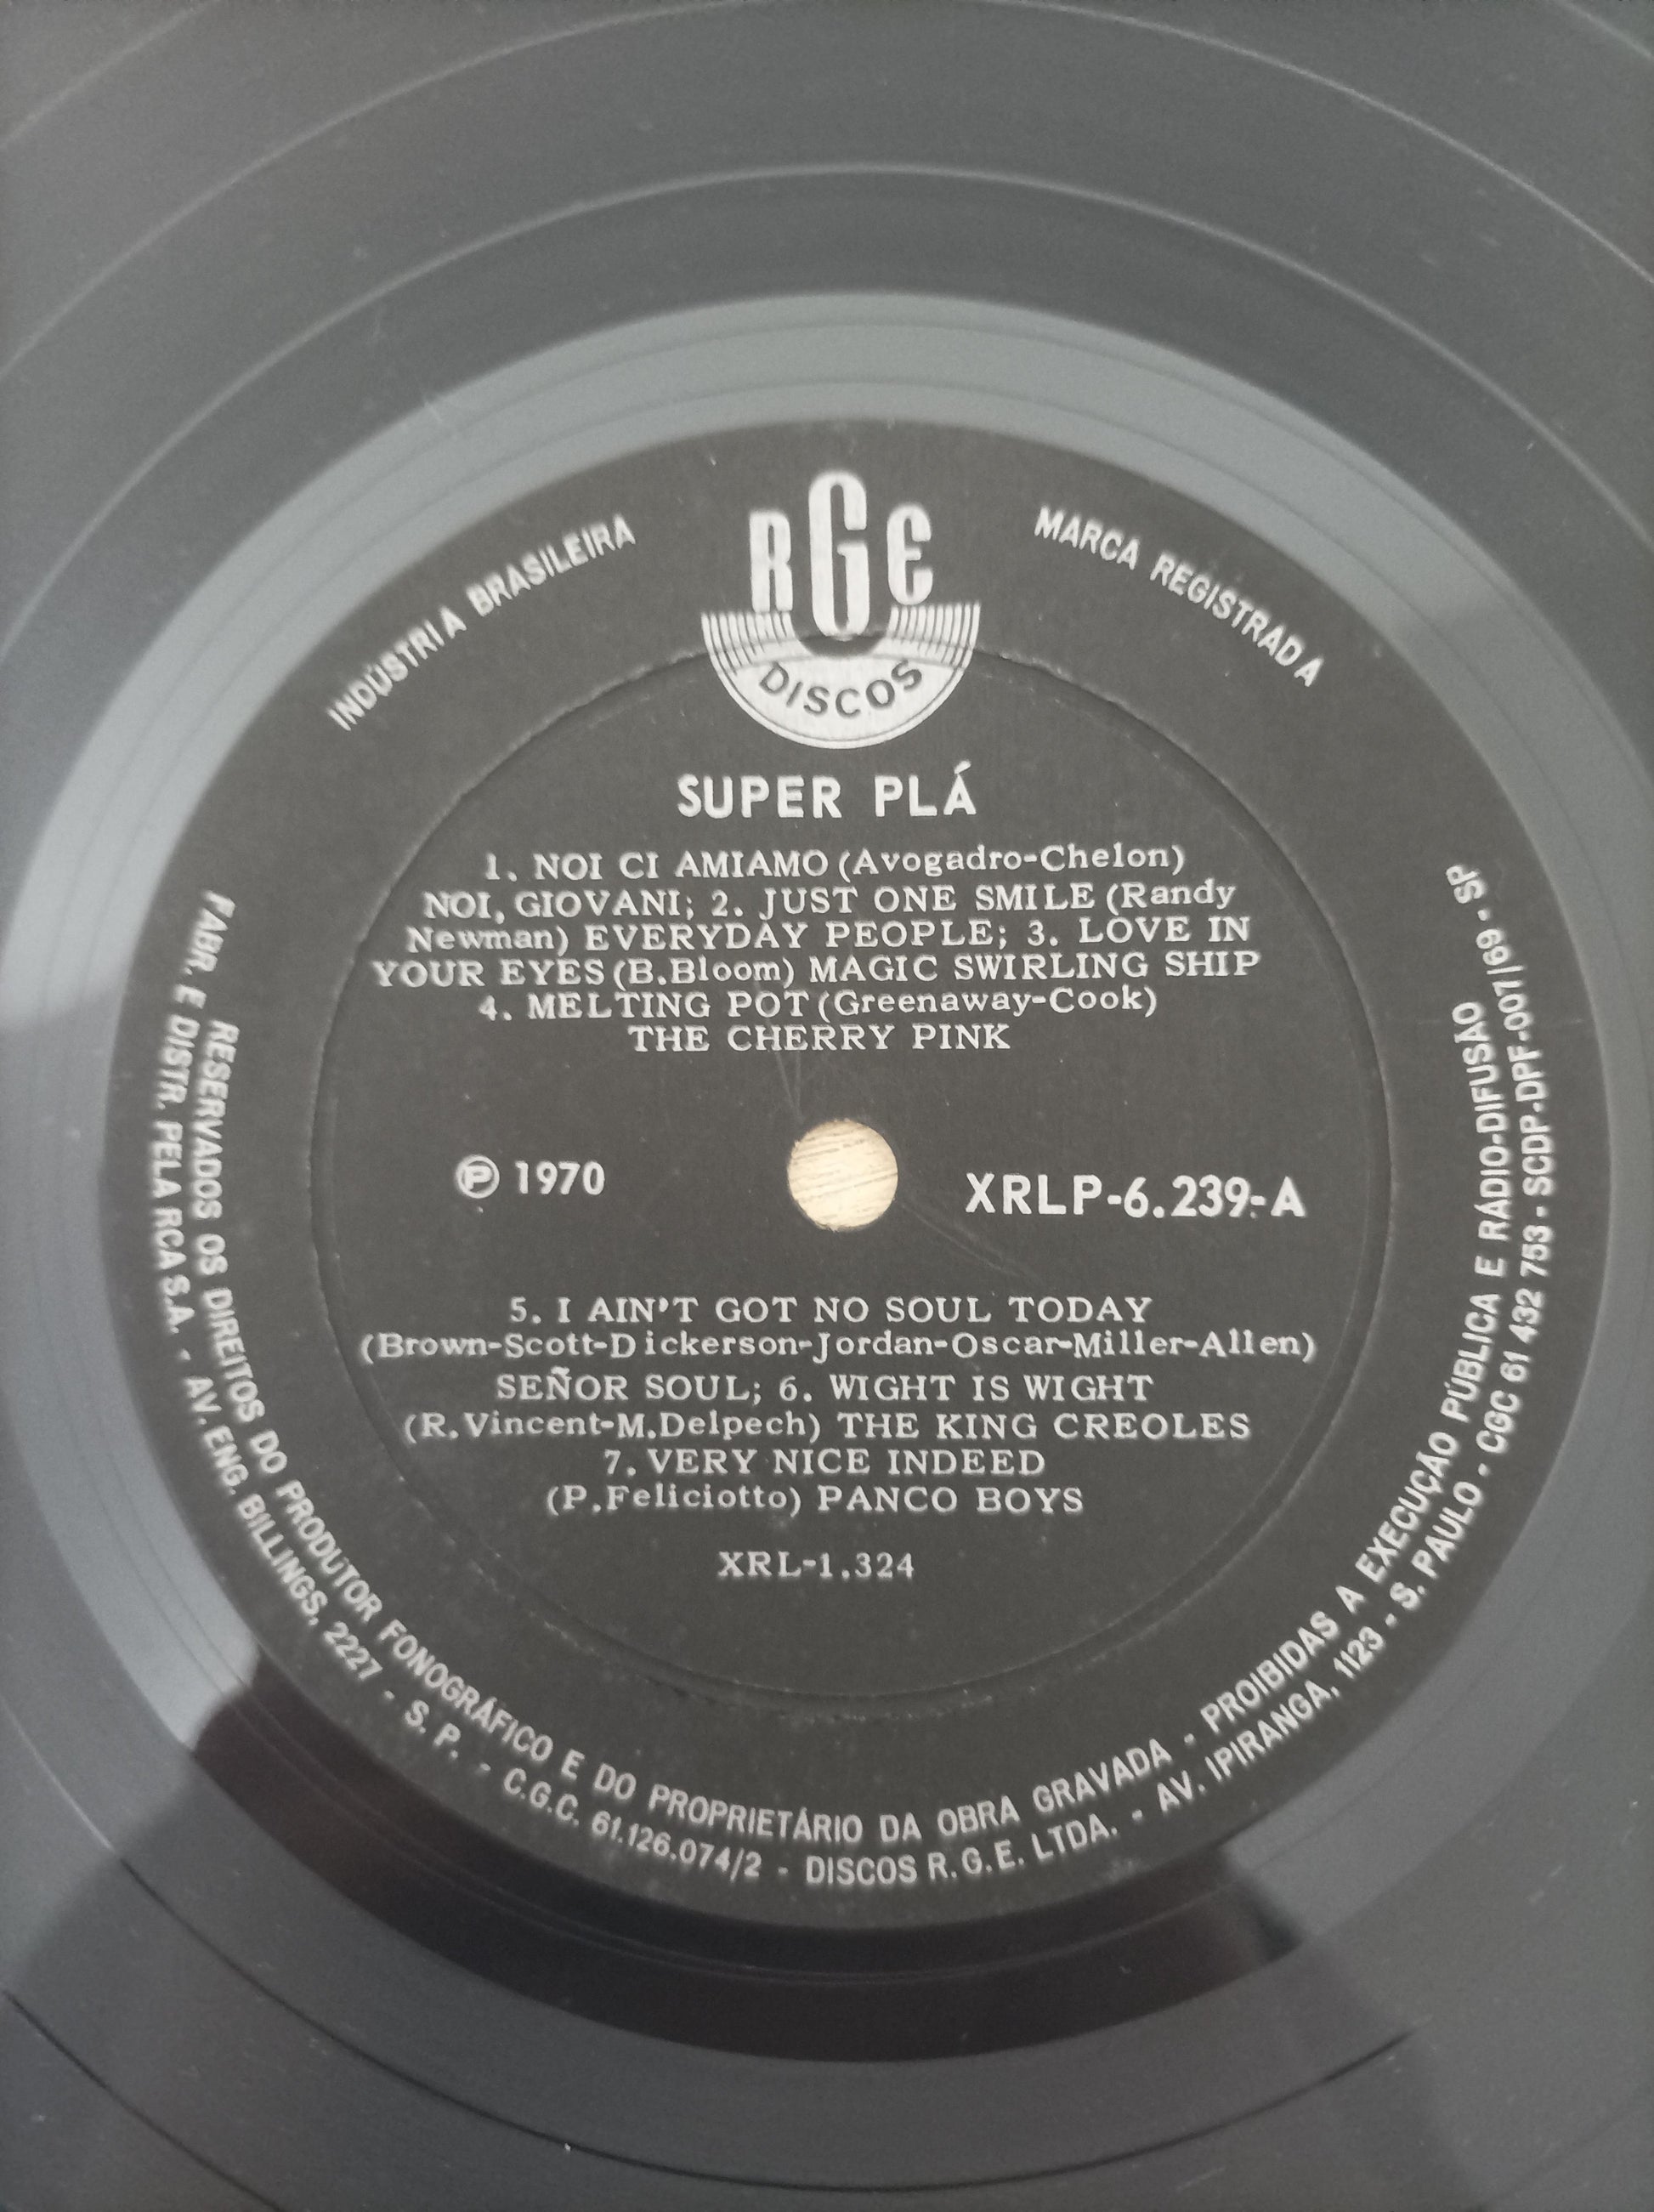 INDÚSTRIA BRASILEIRA
RGE
DISCOS
MARCA REGISTRADA
SUPER PLÁ
1. NOI CI AMIAMO (Avogadro-Chelon)
NOI, GIOVANI; 2. JUST ONE SMILE (Randy
Newman) EVERYDAY PEOPLE; 3. LOVE IN
YOUR EYES (B.Bloom) MAGIC SWIRLING SHIP
4. MELTING POT (Greenaway-Cook)
THE CHERRY PINK
Ⓟ 1970
XRLP-6.239-A
5. I AIN'T GOT NO SOUL TODAY
(Brown-Scott-Dickerson-Jordan-Oscar-Miller-Allen)
SEÑOR SOUL; 6. WIGHT IS WIGHT
(R.Vincent-M.Delpech) THE KING CREOLES
7. VERY NICE INDEED
(P.Feliciotto) PANCO BOYS
XRL-1.324
RESERVADOS OS DIREITOS DO PRODUTOR FONOGRÁFICO E DO PROPRIETÁRIO DA OBRA GRAVADA - PROIBIDAS A EXECUÇÃO PÚBLICA E RÁDIO-DIFUSÃO
FABR. E DISTR. PELA RCA S.A. - AV. ENG. BILLINGS, 2227 - S. P. - C.G.C. 61.126.074/2 - DISCOS R.G.E. LTDA. - AV. IPIRANGA, 1123 - S. PAULO - CGC 61 432 753 - SCDP-DPF-007/69 - SP